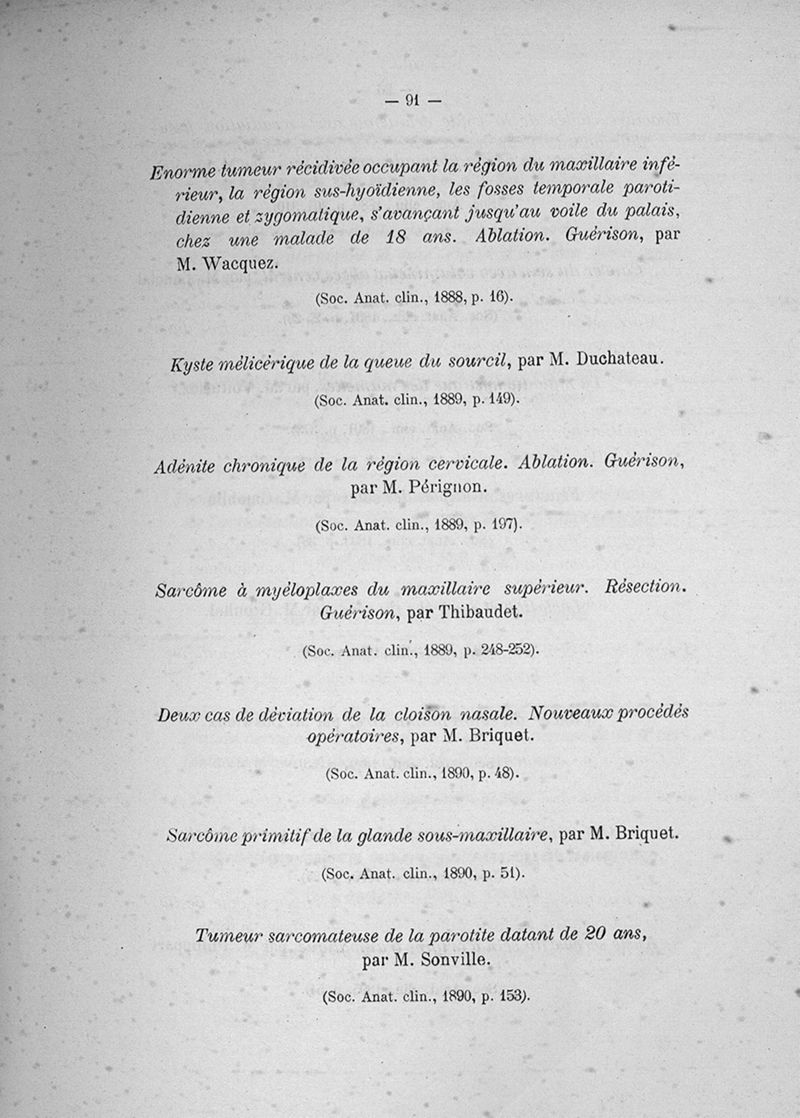 — 91 —
Enorme tumeur récidivée occupant la région du maxillaire infé-
rieur, la région sus-hyoïdienne, les fosses temporale paroti-
dienne et zygomatique, s'avançant jusqu'au voile du palais,
chez une malade de 18 ans. Ablation. Guérison, par
M. Wacquez.
(Soc. Anat. clin., 1888, p. 16).
Kyste mélicérique de la queue du sourcil, par M. Duchateau.
(Soc. Anat. clin., 1889, p. 149).
Adénite chronique de la région cervicale. Ablation. Guérison,
par M. Pérignon.
(Soc. Anat. clin., 1889, p. 197).
Sarcôme à myéloplaxes du maxillaire supérieur. Résection.
Guérison, par Thibaudet.
(Soc. Anat. clin., 1889, p. 248-252).
Deux cas de déviation de la cloison nasale. Nouveaux procédés
opératoires, par M. Briquet.
(Soc. Anat. clin., 1890, p. 48).
Sarcôme primitif de la glande sous-maxillaire, par M. Briquet.
(Soc. Anat. clin., 1890, p. 51).
Tumeur sarcomateuse de la parotite datant de 20 ans,
par M. Sonville.
(Soc. Anat. clin., 1890, p. 153).